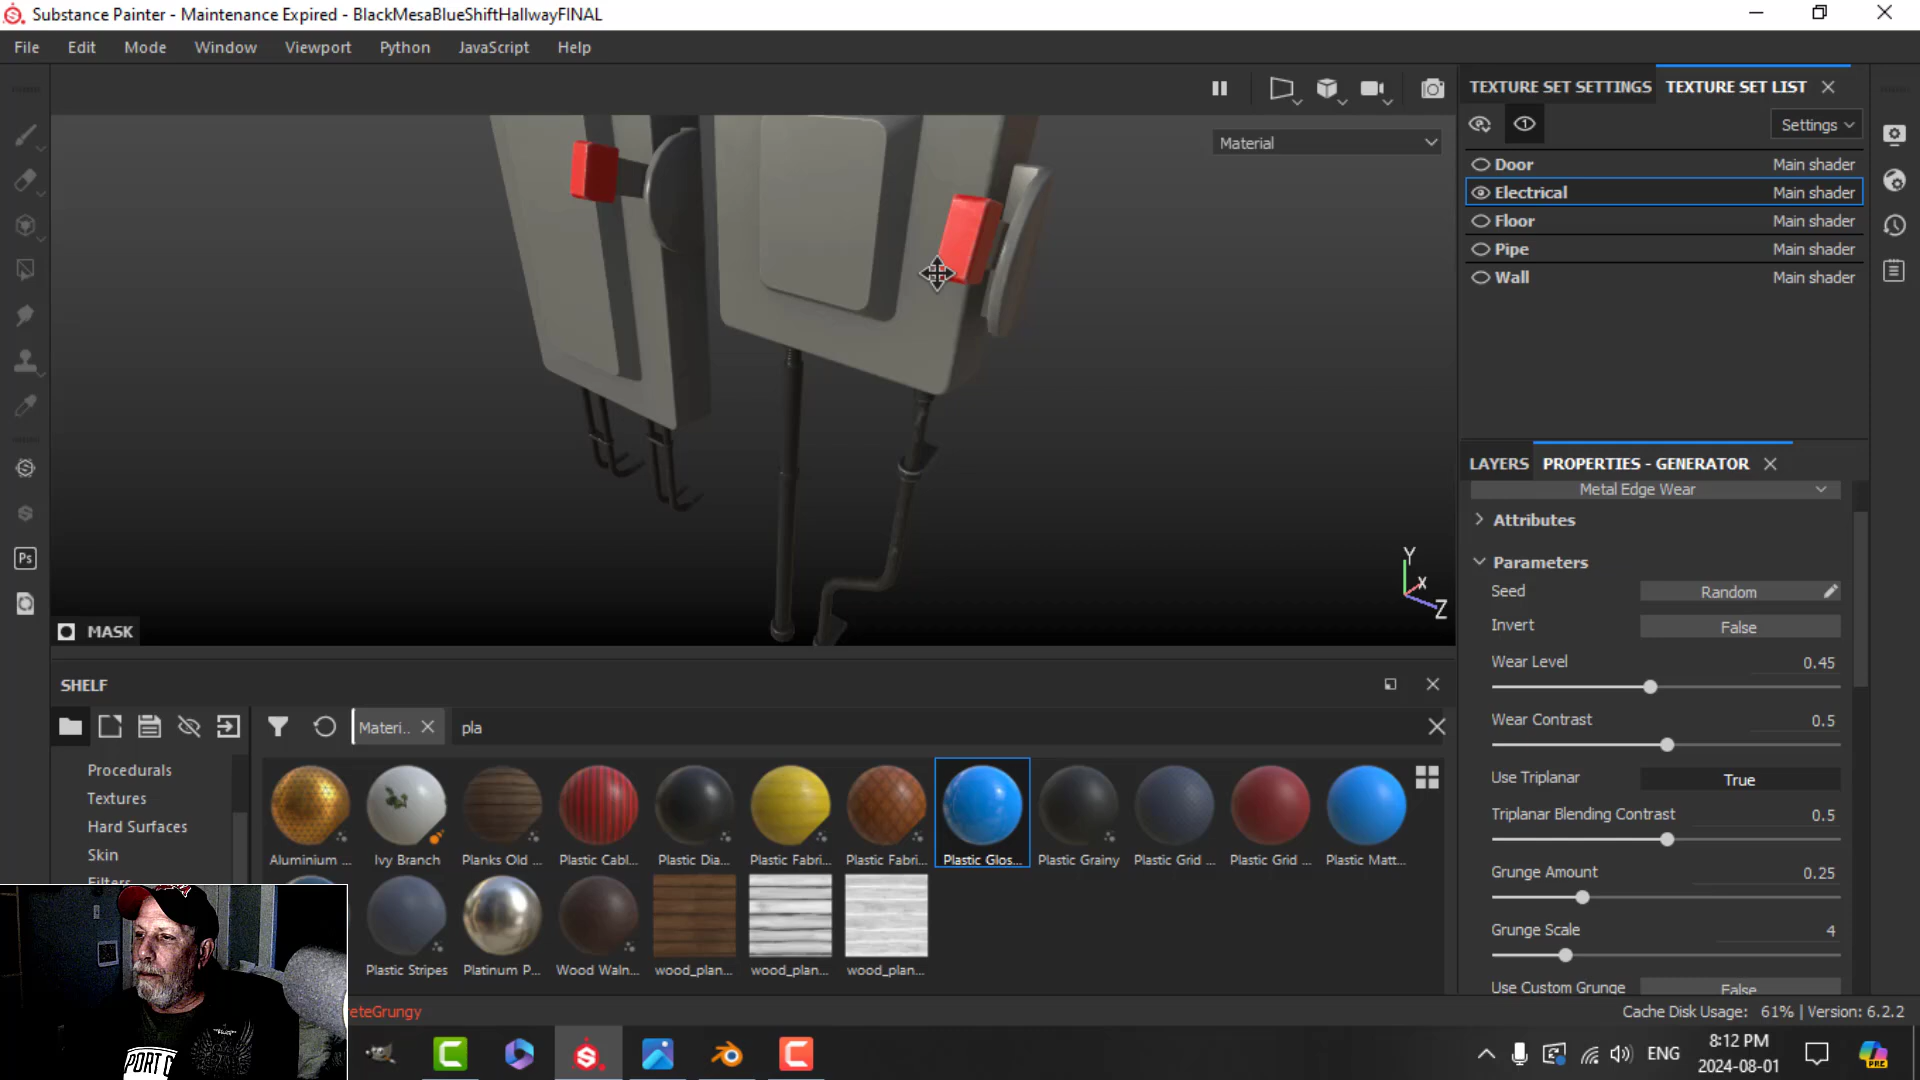 Substance Painter - Maintenance Expired - BlackMesaBlueShiftHallwayFINAL
File Edit Mode Window Viewport Python JavaScript Help
TEXTURE SET SETTINGS TEXTURE SET LIST
Material
Settings
Door Main shader
Electrical Main shader
Floor Main shader
Pipe Main shader
Wall Main shader
LAYERS PROPERTIES - GENERATOR
Metal Edge Wear
Attributes
Parameters
Seed Random
Invert False
Wear Level 0.45
Wear Contrast 0.5
Use Triplanar True
Triplanar Blending Contrast 0.5
Grunge Amount 0.25
Grunge Scale 4
Use Custom Grunge False
Y
X
Z
Ps
MASK
SHELF
Materi.. pla
Procedurals
Textures
Hard Surfaces
Skin
Filters
Aluminium ... Ivy Branch Planks Old ... Plastic Cabl... Plastic Dia... Plastic Fabri... Plastic Fabri... Plastic Glos... Plastic Grainy Plastic Grid ... Plastic Grid ... Plastic Matt...
Plastic Stripes Platinum P... Wood Waln... wood_plan... wood_plan... wood_plan...
eteGrungy
Cache Disk Usage: 61% | Version: 6.2.2
PORT C
ENG
8:12 PM
2024-08-01
PRE